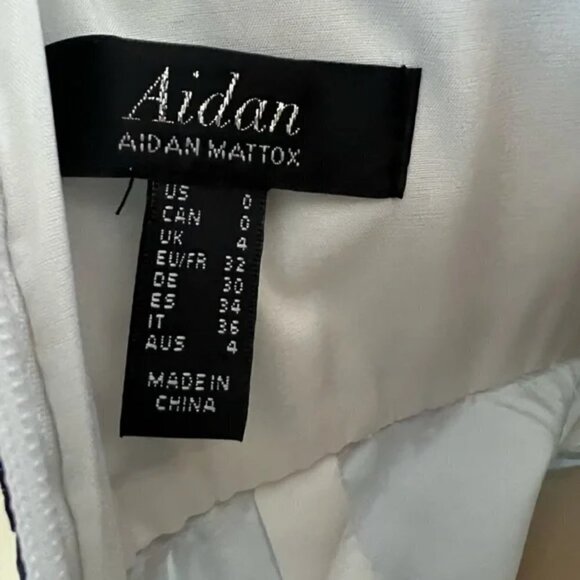 Aidan
AIDAN MATTOX
US 0
CAN 0
UK 4
EU/FR 32
DE 30
ES 34
IT 36
AUS 4
MADE IN
CHINA